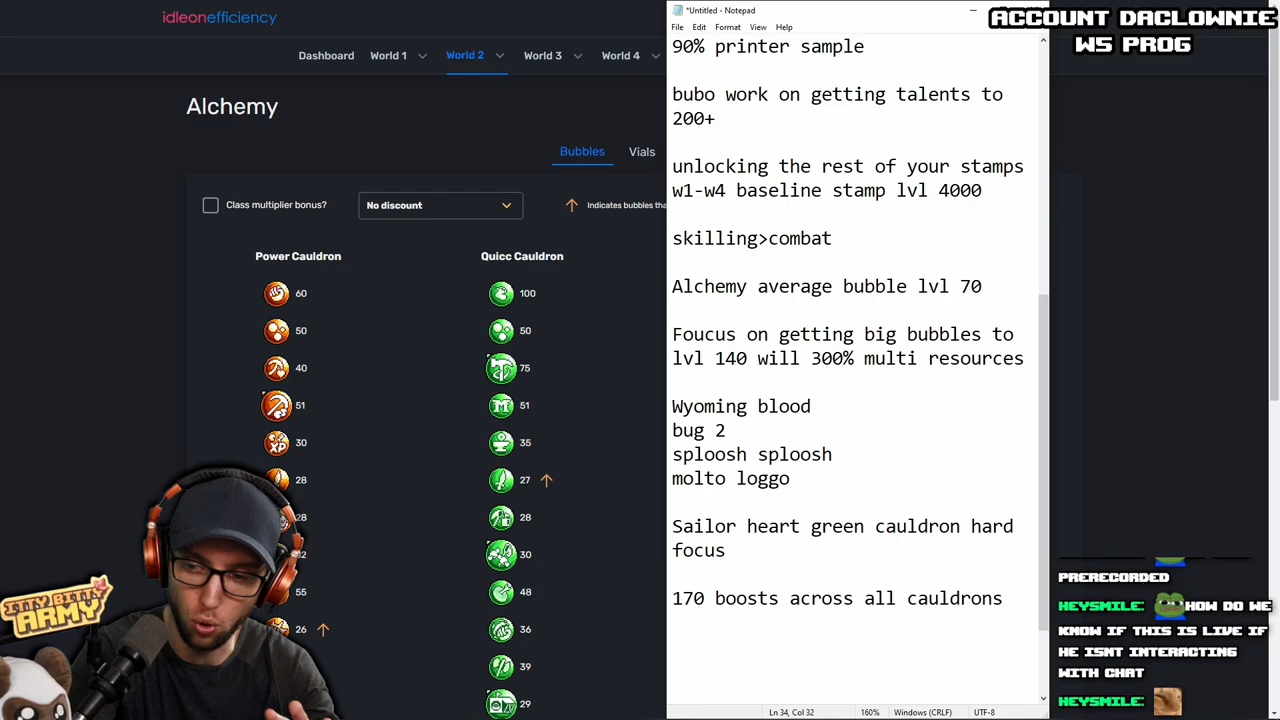 idleonefficiency
Dashboard
World 1
World 2
World 3
World 4
Alchemy
Bubbles
Vials
Class multiplier bonus?
No discount
Indicates bubbles tha
Power Cauldron
Quicc Cauldron
60
100
50
50
40
75
51
51
30
35
28
27
28
28
30
55
48
26
36
39
29
ITTY BITTY
ARMY
*Untitled - Notepad
File
Edit
Format
View
Help
90% printer sample
bubo work on getting talents to
200+
unlocking the rest of your stamps
w1-w4 baseline stamp lvl 4000
skilling>combat
Alchemy average bubble lvl 70
Foucus on getting big bubbles to
lvl 140 will 300% multi resources
Wyoming blood
bug 2
sploosh sploosh
molto loggo
Sailor heart green cauldron hard
focus
170 boosts across all cauldrons
Ln 34, Col 32
160%
Windows (CRLF)
UTF-8
ACCOUNT DACLOWNIE
W5 PROG
PRERECORDED
HEYSMILE: HOW DO WE
KNOW IF THIS IS LIVE IF
HE ISNT INTERACTING
WITH CHAT
HEYSMILE: